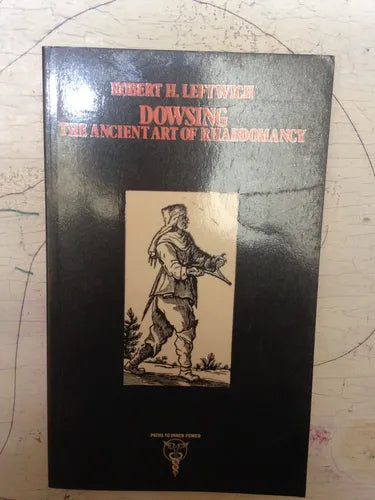 ROBERT H. LEFTWICH
DOWSING
THE ANCIENT ART OF RHABDOMANCY
PATHS TO INNER POWER